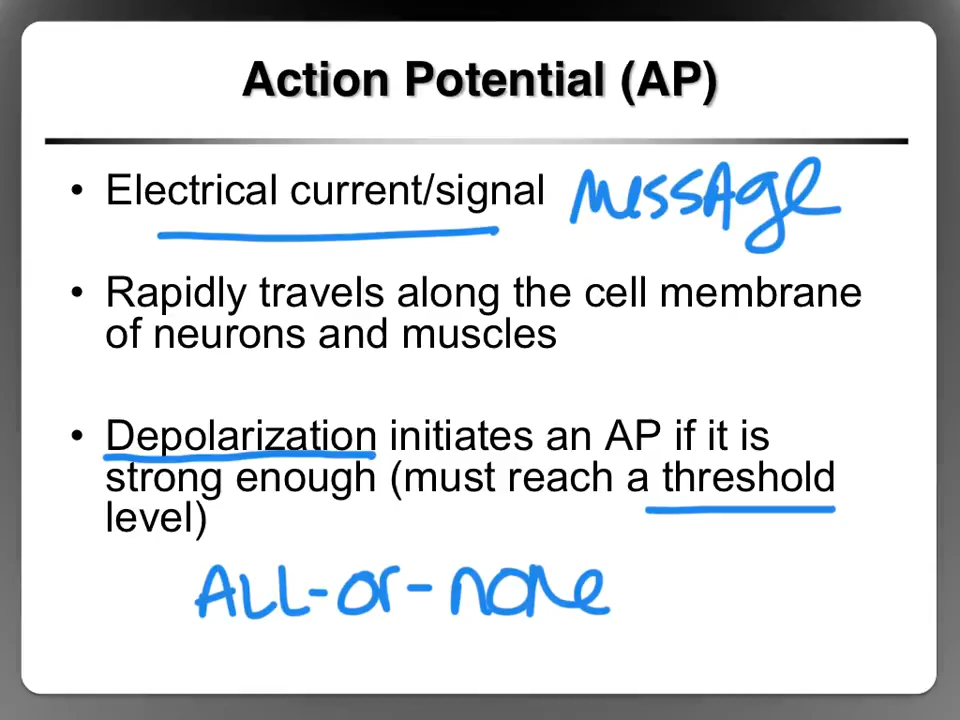 Action Potential (AP)
• Electrical current/signal MESSAge
• Rapidly travels along the cell membrane
of neurons and muscles
• Depolarization initiates an AP if it is
strong enough (must reach a threshold
level)
ALL-or-none